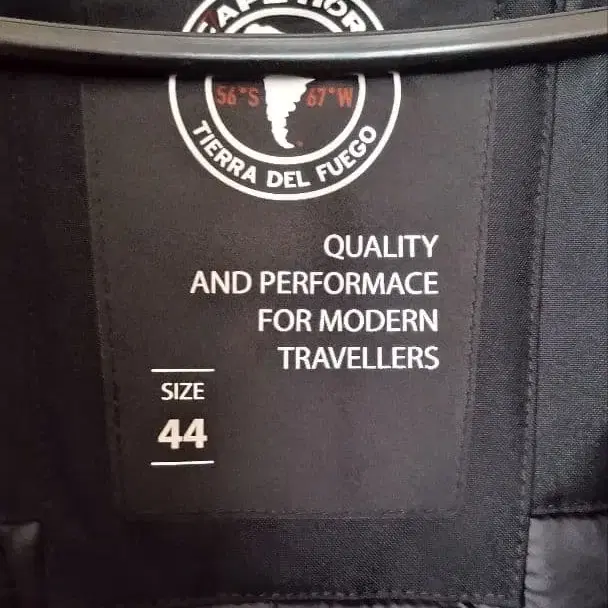 56°S 67°W
TIERRA DEL FUEGO
QUALITY
AND PERFORMACE
FOR MODERN
TRAVELLERS
SIZE
44